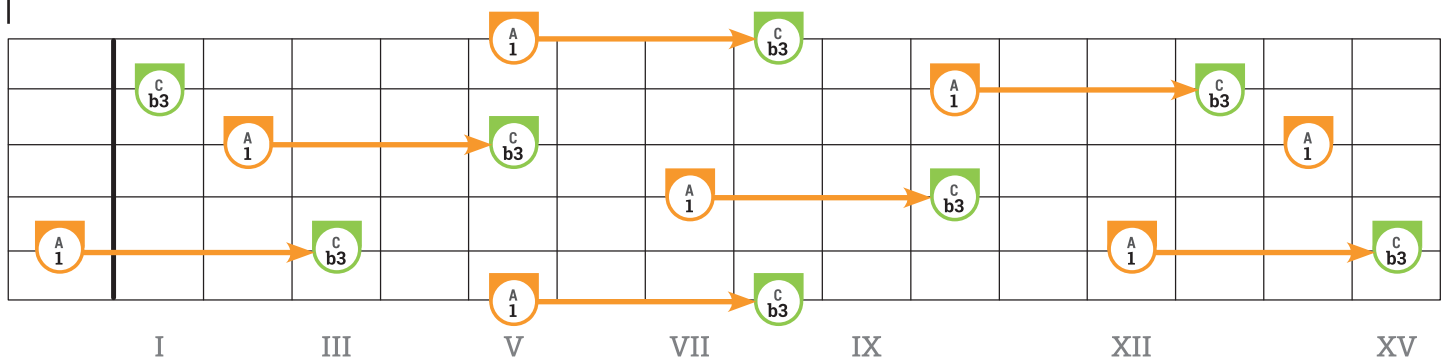 A C
1 b3
C A C
b3 1 b3
A C A
1 b3 1
A C
1 b3
A C A C
1 b3 1 b3
A C
1 b3
I III V VII IX XII XV